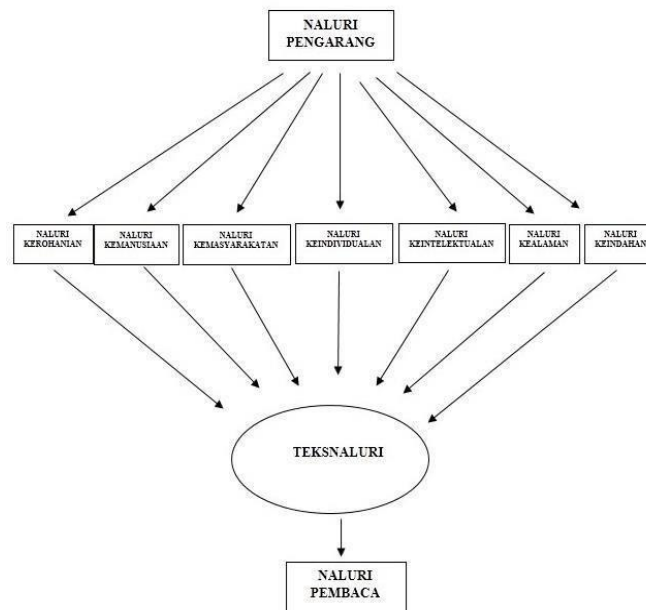 NALURI
PENGARANG
NALURI
KEROHANIAN
NALURI
KEMANUSIAAN
NALURI
KEMASYARAKATAN
NALURI
KEINDIVIDUALAN
NALURI
KEINTELEKTUALAN
NALURI
KEALAMAN
NALURI
KEINDAHAN
TEKSNALURI
NALURI
PEMBACA